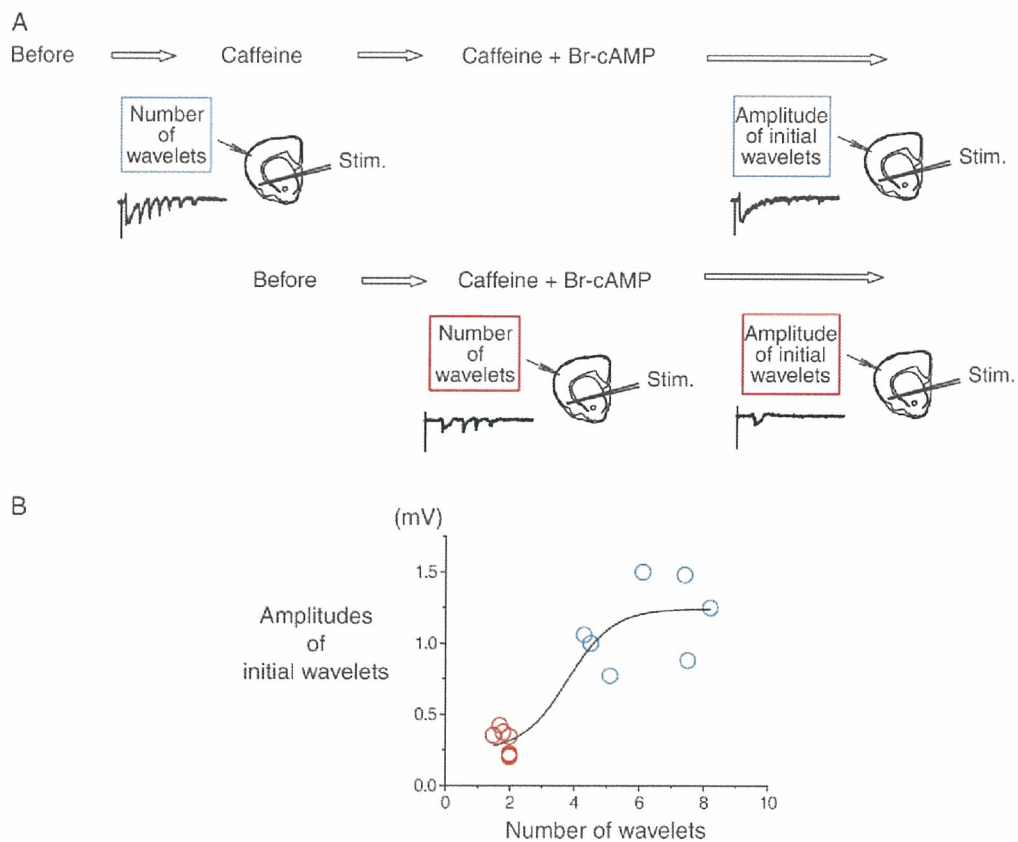 A
Before Caffeine Caffeine + Br-cAMP
Number
of
wavelets
Stim.
Amplitude
of initial
wavelets
Stim.
Before Caffeine + Br-cAMP
Number
of
wavelets
Stim.
Amplitude
of initial
wavelets
Stim.
B
(mV)
Amplitudes
of
initial wavelets
1.5
1.0
0.5
0.0
0 2 4 6 8 10
Number of wavelets